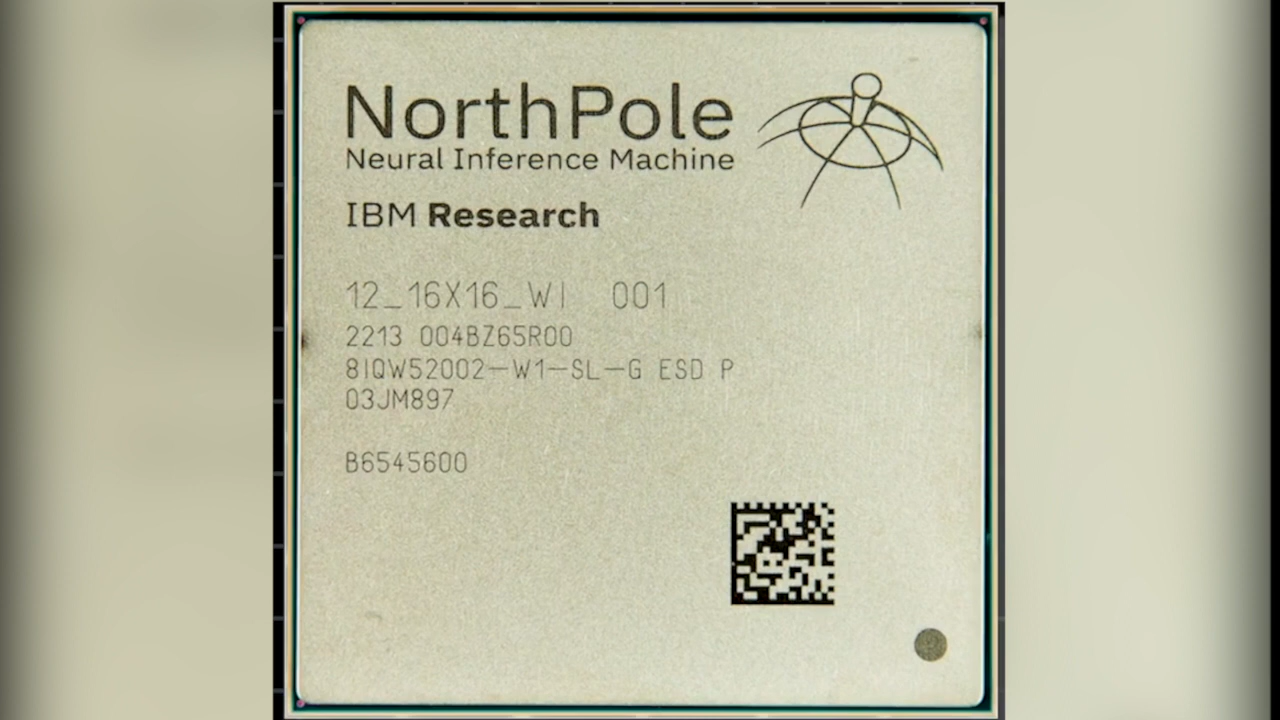 NorthPole
Neural Inference Machine
IBM Research
12_16X16_WI 001
2213 004BZ65R00
8IQW52002-W1-SL-G ESD P
03JM897
B6545600